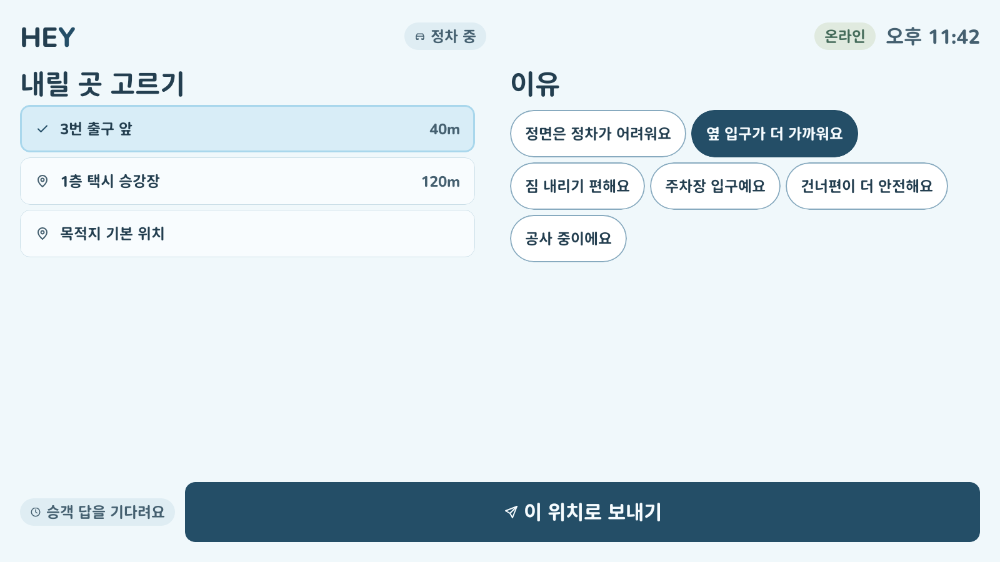 HEY
정차 중
온라인
오후 11:42
내릴 곳 고르기
3번 출구 앞
40m
1층 택시 승강장
120m
목적지 기본 위치
이유
정면은 정차가 어려워요
옆 입구가 더 가까워요
짐 내리기 편해요
주차장 입구예요
건너편이 더 안전해요
공사 중이에요
승객 답을 기다려요
이 위치로 보내기